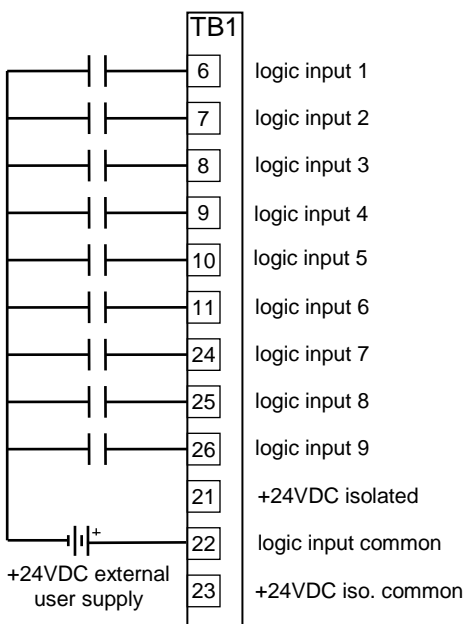 TB1
6 logic input 1
7 logic input 2
8 logic input 3
9 logic input 4
10 logic input 5
11 logic input 6
24 logic input 7
25 logic input 8
26 logic input 9
21 +24VDC isolated
+
22 logic input common
+24VDC external
user supply
23 +24VDC iso. common